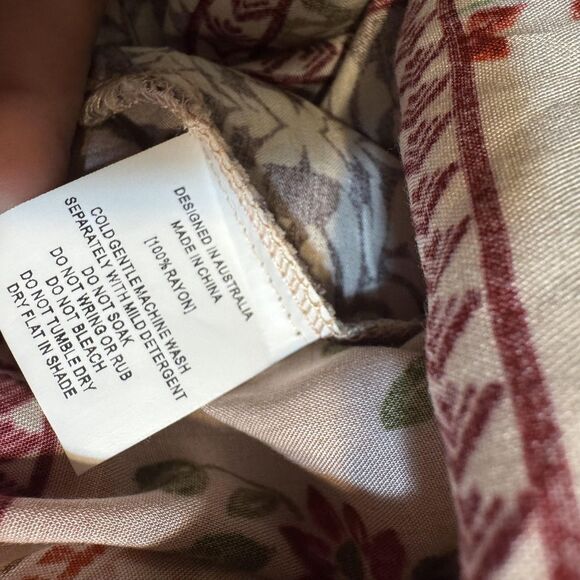 DESIGNED IN AUSTRALIA
MADE IN CHINA
[100% RAYON]
COLD GENTLE MACHINE WASH
SEPARATELY WITH MILD DETERGENT
DO NOT SOAK
DO NOT WRING OR RUB
DO NOT BLEACH
DO NOT TUMBLE DRY
DRY FLAT IN SHADE